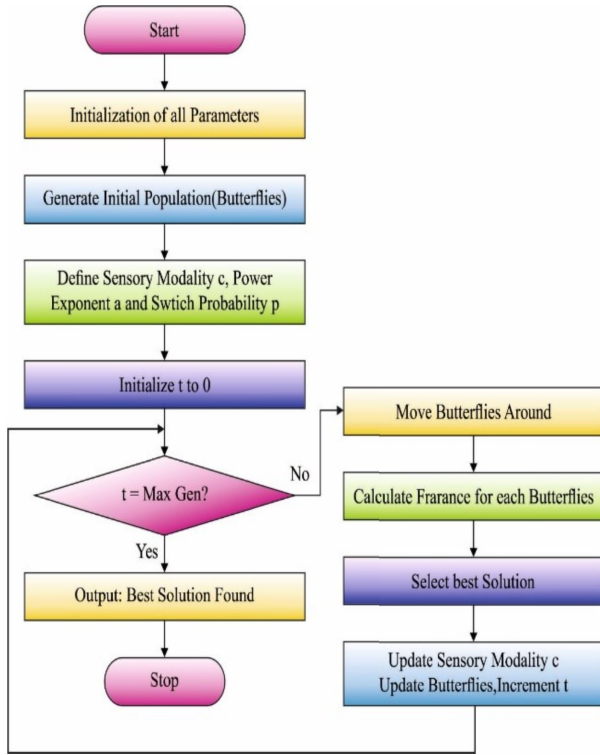 Start
Initialization of all Parameters
Generate Initial Population(Butterflies)
Define Sensory Modality c, Power
Exponent a and Swtich Probability p
Initialize t to 0
t = Max Gen?
No
Yes
Output: Best Solution Found
Stop
Move Butterflies Around
Calculate Frarance for each Butterflies
Select best Solution
Update Sensory Modality c
Update Butterflies,Increment t